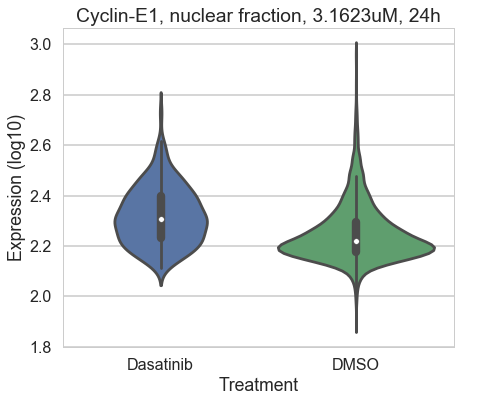 Cyclin-E1, nuclear fraction, 3.1623uM, 24h
3.0
2.8
2.6
2.4
2.2
2.0
1.8
Expression (log10)
Dasatinib
DMSO
Treatment